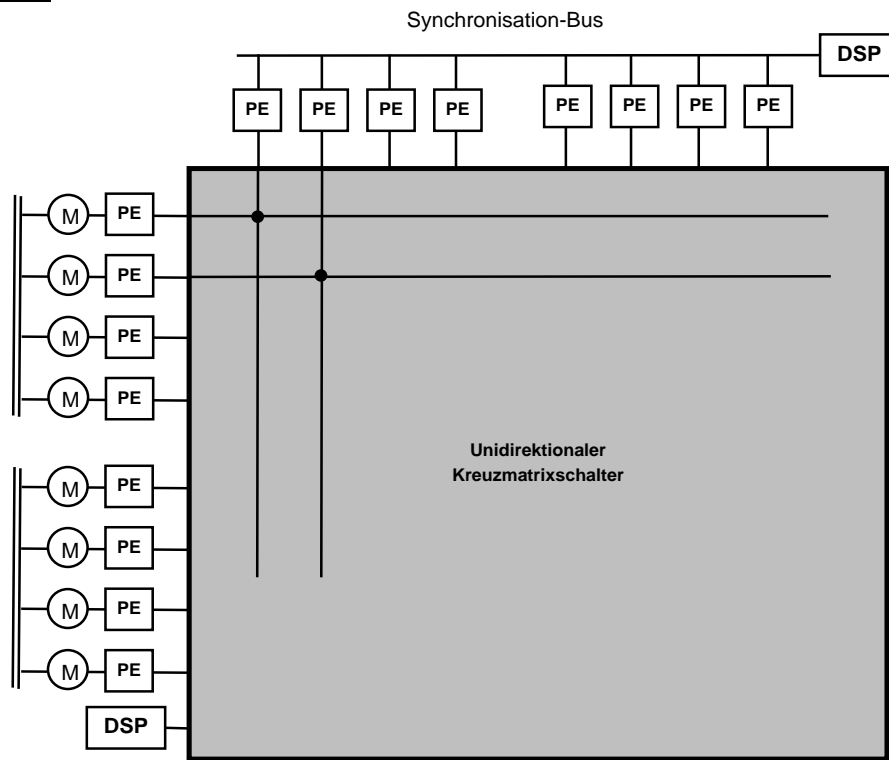 Synchronisation-Bus
DSP
PE PE PE PE PE PE PE PE
M PE
M PE
M PE
M PE
Unidirektionaler
Kreuzmatrixschalter
M PE
M PE
M PE
M PE
DSP